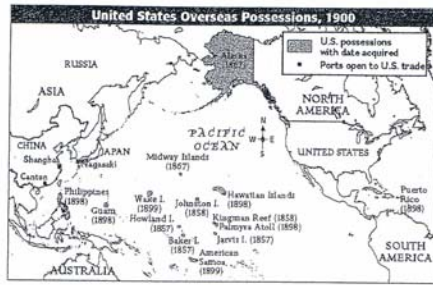 United States Overseas Possessions, 1900
Alaska
(1867)
U.S. possessions
with date acquired
Ports open to U.S. trade
RUSSIA
ASIA
NORTH
AMERICA
PACIFIC
OCEAN
N
W
E
S
CHINA
JAPAN
Shanghai
Nagasaki
UNITED STATES
Midway Islands
(1867)
Canton
Philippines
(1898)
Guam
(1898)
Wake I.
(1899)
Johnston I.
(1858)
Hawaiian Islands
(1898)
Puerto
Rico
(1898)
Howland I.
(1857)
Kingman Reef (1858)
Palmyra Atoll (1898)
Baker I.
(1857)
Jarvis I. (1857)
American
Samoa
(1899)
SOUTH
AMERICA
AUSTRALIA